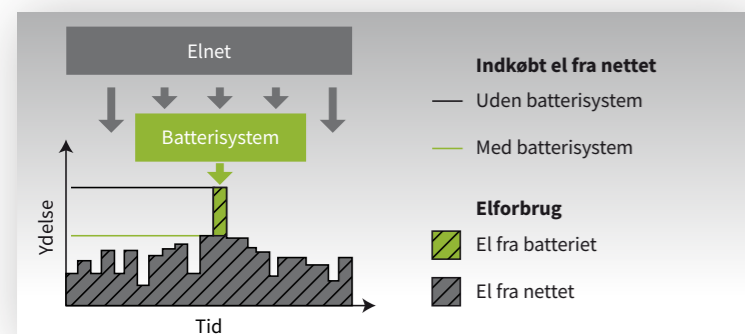 Elnet
Batterisystem
Ydelse
Tid
Indkøbt el fra nettet
Uden batterisystem
Med batterisystem
Elforbrug
El fra batteriet
El fra nettet